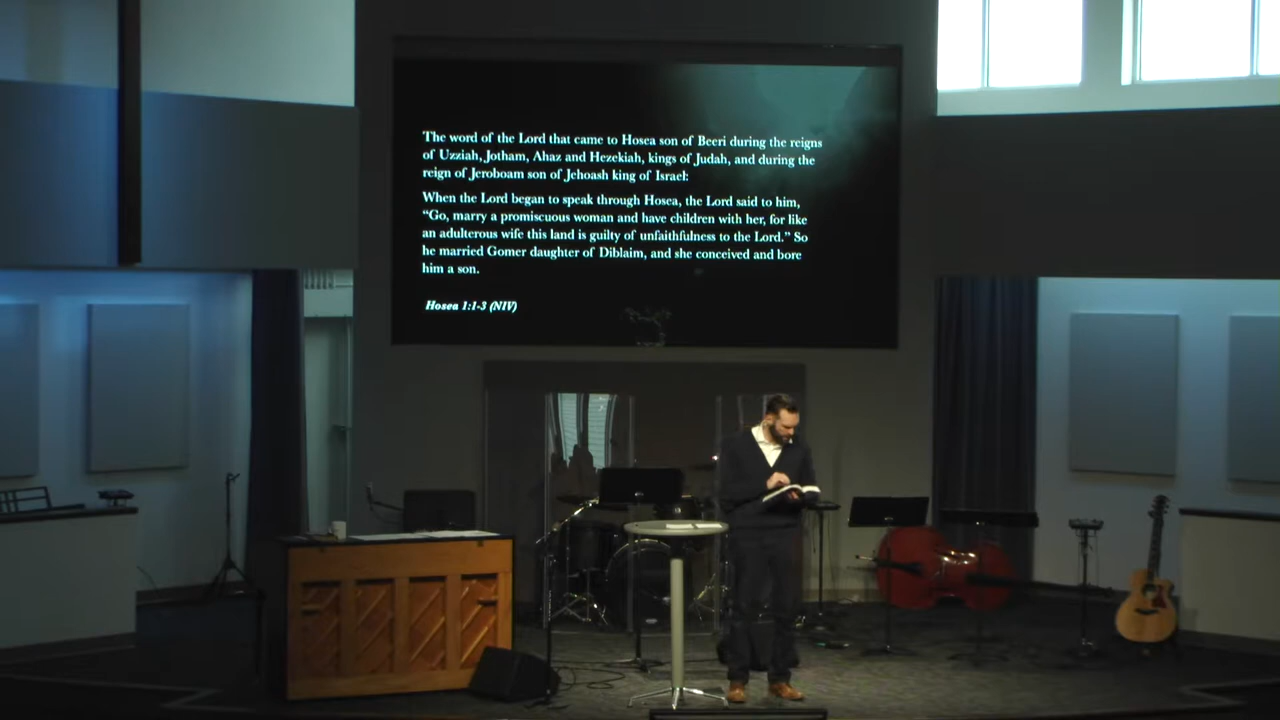 The word of the Lord that came to Hosea son of Beeri during the reigns
of Uzziah, Jotham, Ahaz and Hezekiah, kings of Judah, and during the
reign of Jeroboam son of Jehoash king of Israel:
When the Lord began to speak through Hosea, the Lord said to him,
“Go, marry a promiscuous woman and have children with her, for like
an adulterous wife this land is guilty of unfaithfulness to the Lord.” So
he married Gomer daughter of Diblaim, and she conceived and bore
him a son.
Hosea 1:1-3 (NIV)